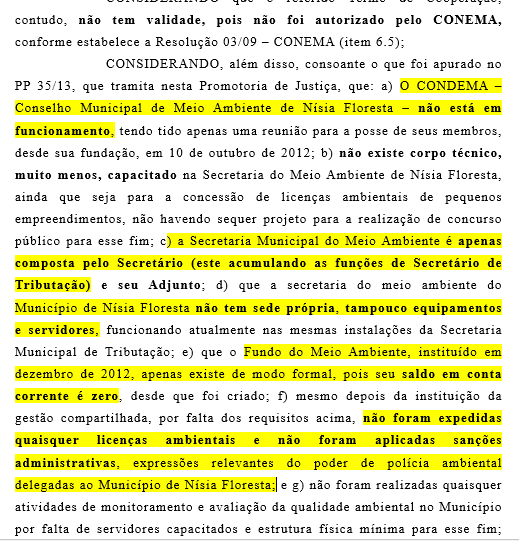 CONSIDERANDO que o referido Termo de Cooperação,
contudo, não tem validade, pois não foi autorizado pelo CONEMA,
conforme estabelece a Resolução 03/09 – CONEMA (item 6.5);
CONSIDERANDO, além disso, consoante o que foi apurado no
PP 35/13, que tramita nesta Promotoria de Justiça, que: a) O CONDEMA –
Conselho Municipal de Meio Ambiente de Nísia Floresta – não está em
funcionamento, tendo tido apenas uma reunião para a posse de seus membros,
desde sua fundação, em 10 de outubro de 2012; b) não existe corpo técnico,
muito menos, capacitado na Secretaria do Meio Ambiente de Nísia Floresta,
ainda que seja para a concessão de licenças ambientais de pequenos
empreendimentos, não havendo sequer projeto para a realização de concurso
público para esse fim; c) a Secretaria Municipal do Meio Ambiente é apenas
composta pelo Secretário (este acumulando as funções de Secretário de
Tributação) e seu Adjunto; d) que a secretaria do meio ambiente do
Município de Nísia Floresta não tem sede própria, tampouco equipamentos
e servidores, funcionando atualmente nas mesmas instalações da Secretaria
Municipal de Tributação; e) que o Fundo do Meio Ambiente, instituído em
dezembro de 2012, apenas existe de modo formal, pois seu saldo em conta
corrente é zero, desde que foi criado; f) mesmo depois da instituição da
gestão compartilhada, por falta dos requisitos acima, não foram expedidas
quaisquer licenças ambientais e não foram aplicadas sanções
administrativas, expressões relevantes do poder de polícia ambiental
delegadas ao Município de Nísia Floresta; e g) não foram realizadas quaisquer
atividades de monitoramento e avaliação da qualidade ambiental no Município
por falta de servidores capacitados e estrutura física mínima para esse fim;